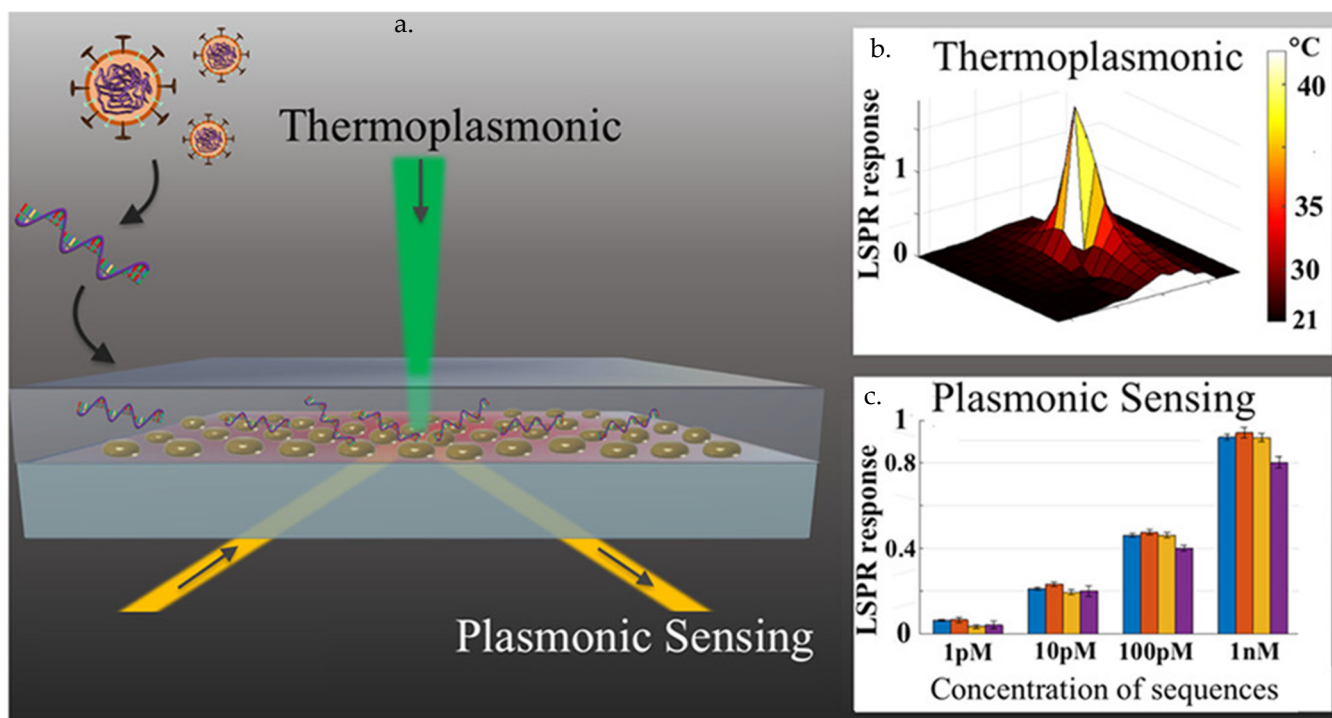 a.
Thermoplasmonic
Plasmonic Sensing
b.
Thermoplasmonic
°C
LSPR response
1
0
40
35
30
21
c.
Plasmonic Sensing
LSPR response
1
0.8
0.4
0
1pM 10pM 100pM 1nM
Concentration of sequences